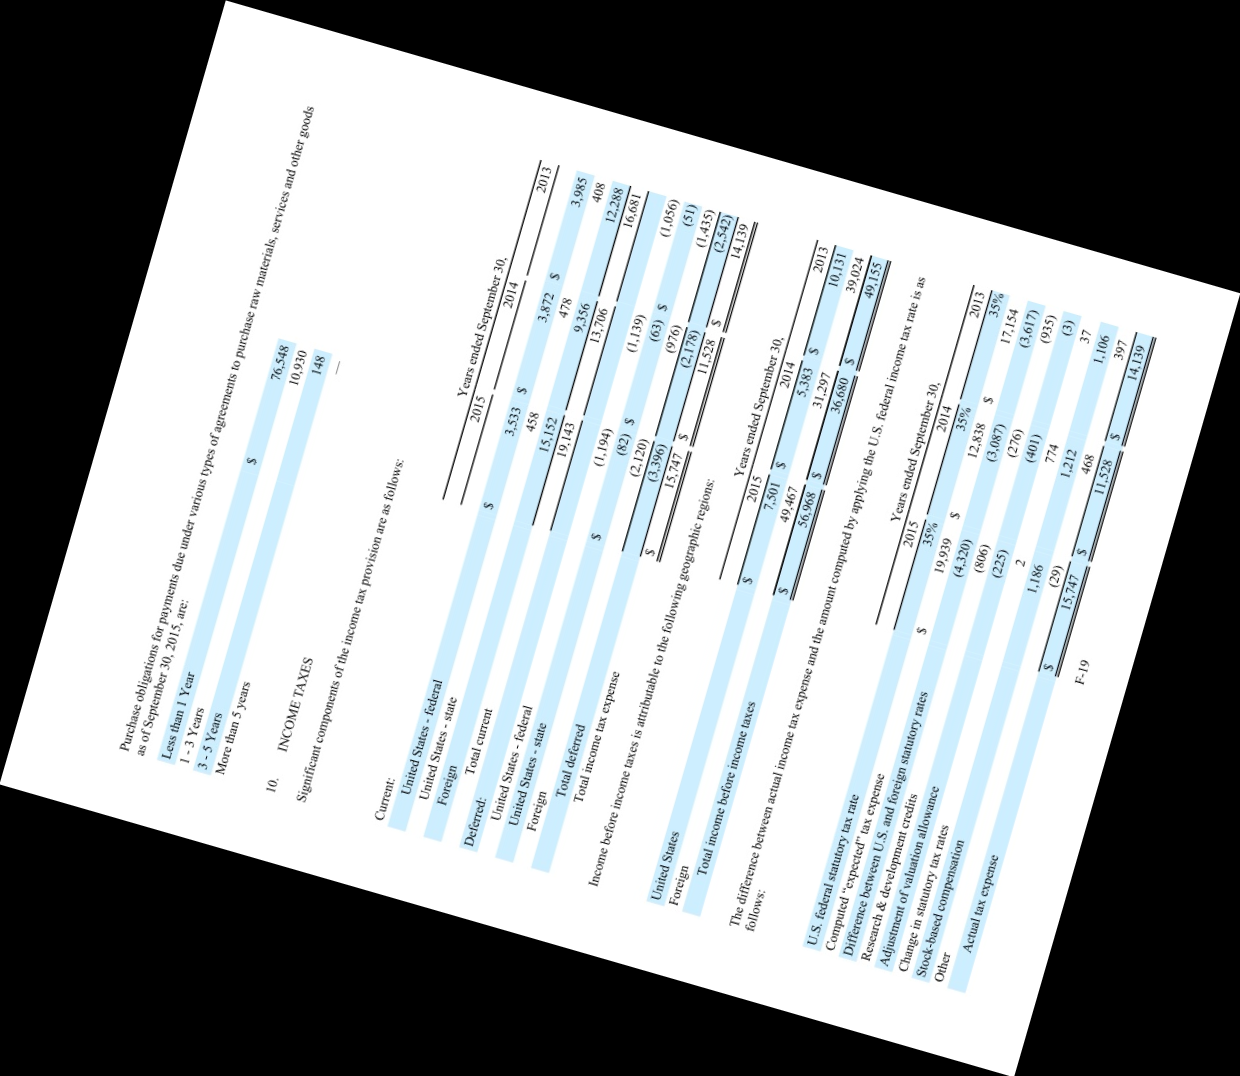 Purchase obligations for payments due under various types of agreements to purchase raw materials, services and other goods
as of September 30, 2015, are:
Less than 1 Year $ 76,548
1 - 3 Years 10,930
3 - 5 Years 148
More than 5 years —
10. INCOME TAXES
Significant components of the income tax provision are as follows:
Years ended September 30,
2015 2014 2013
Current:
United States - federal $ 3,533 $ 3,872 $ 3,985
United States - state 458 478 408
Foreign 15,152 9,356 12,288
Total current 19,143 13,706 16,681
Deferred:
United States - federal (1,194) (1,139) (1,056)
United States - state $ (82) $ (63) $ (51)
Foreign (2,120) (976) (1,435)
Total deferred (3,396) (2,178) (2,542)
Total income tax expense $ 15,747 $ 11,528 $ 14,139
Income before income taxes is attributable to the following geographic regions:
Years ended September 30,
2015 2014 2013
United States $ 7,501 $ 5,383 $ 10,131
Foreign 49,467 31,297 39,024
Total income before income taxes $ 56,968 $ 36,680 $ 49,155
The difference between actual income tax expense and the amount computed by applying the U.S. federal income tax rate is as
follows:
Years ended September 30,
2015 2014 2013
U.S. federal statutory tax rate 35% 35% 35%
Computed “expected” tax expense $ 19,939 $ 12,838 $ 17,154
Difference between U.S. and foreign statutory rates (4,320) (3,087) (3,617)
Research & development credits (806) (276) (935)
Adjustment of valuation allowance (225) (401) (3)
Change in statutory tax rates 2 774 37
Stock-based compensation 1,186 1,212 1,106
Other (29) 468 397
Actual tax expense $ 15,747 $ 11,528 $ 14,139
F-19